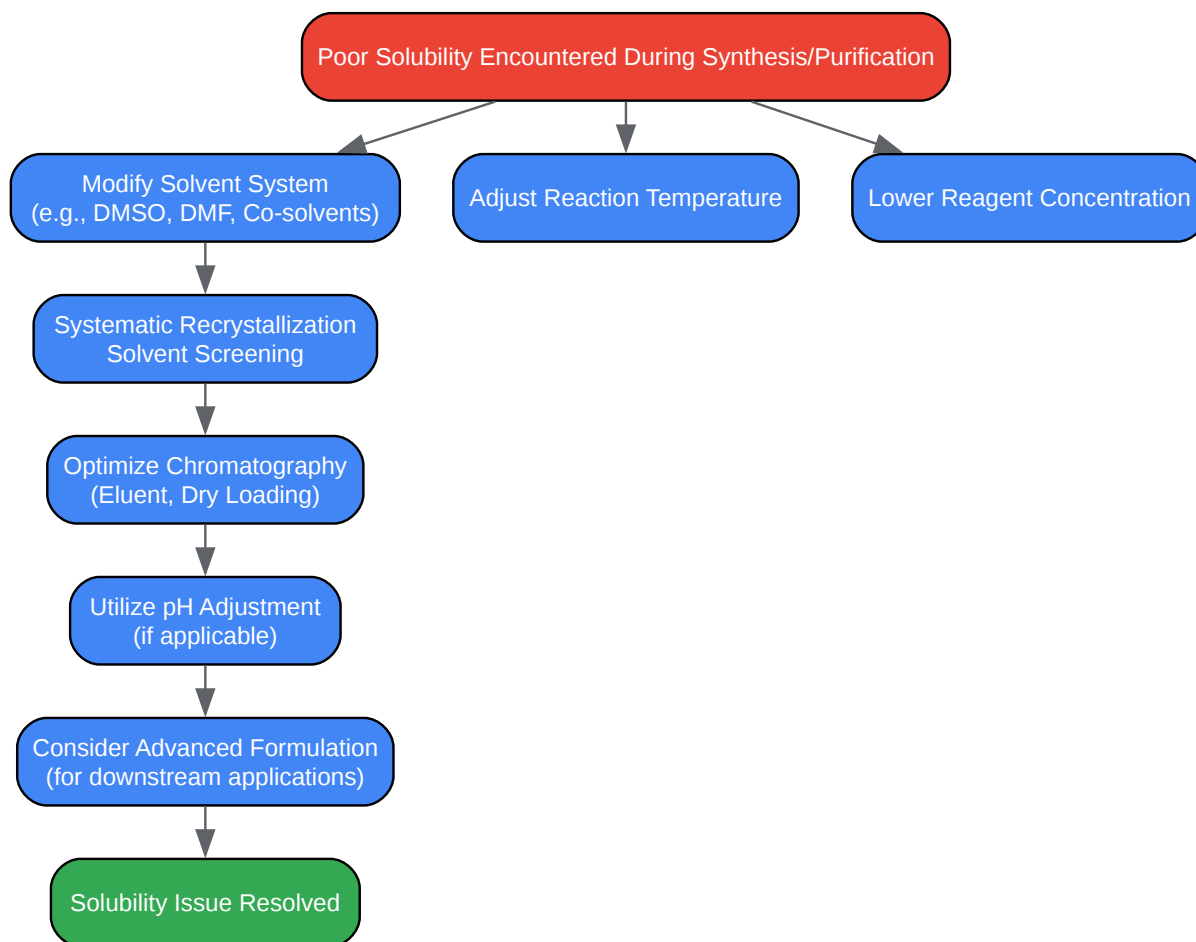 Poor Solubility Encountered During Synthesis/Purification
Modify Solvent System
(e.g., DMSO, DMF, Co-solvents)
Adjust Reaction Temperature
Lower Reagent Concentration
Systematic Recrystallization
Solvent Screening
Optimize Chromatography
(Eluent, Dry Loading)
Utilize pH Adjustment
(if applicable)
Consider Advanced Formulation
(for downstream applications)
Solubility Issue Resolved